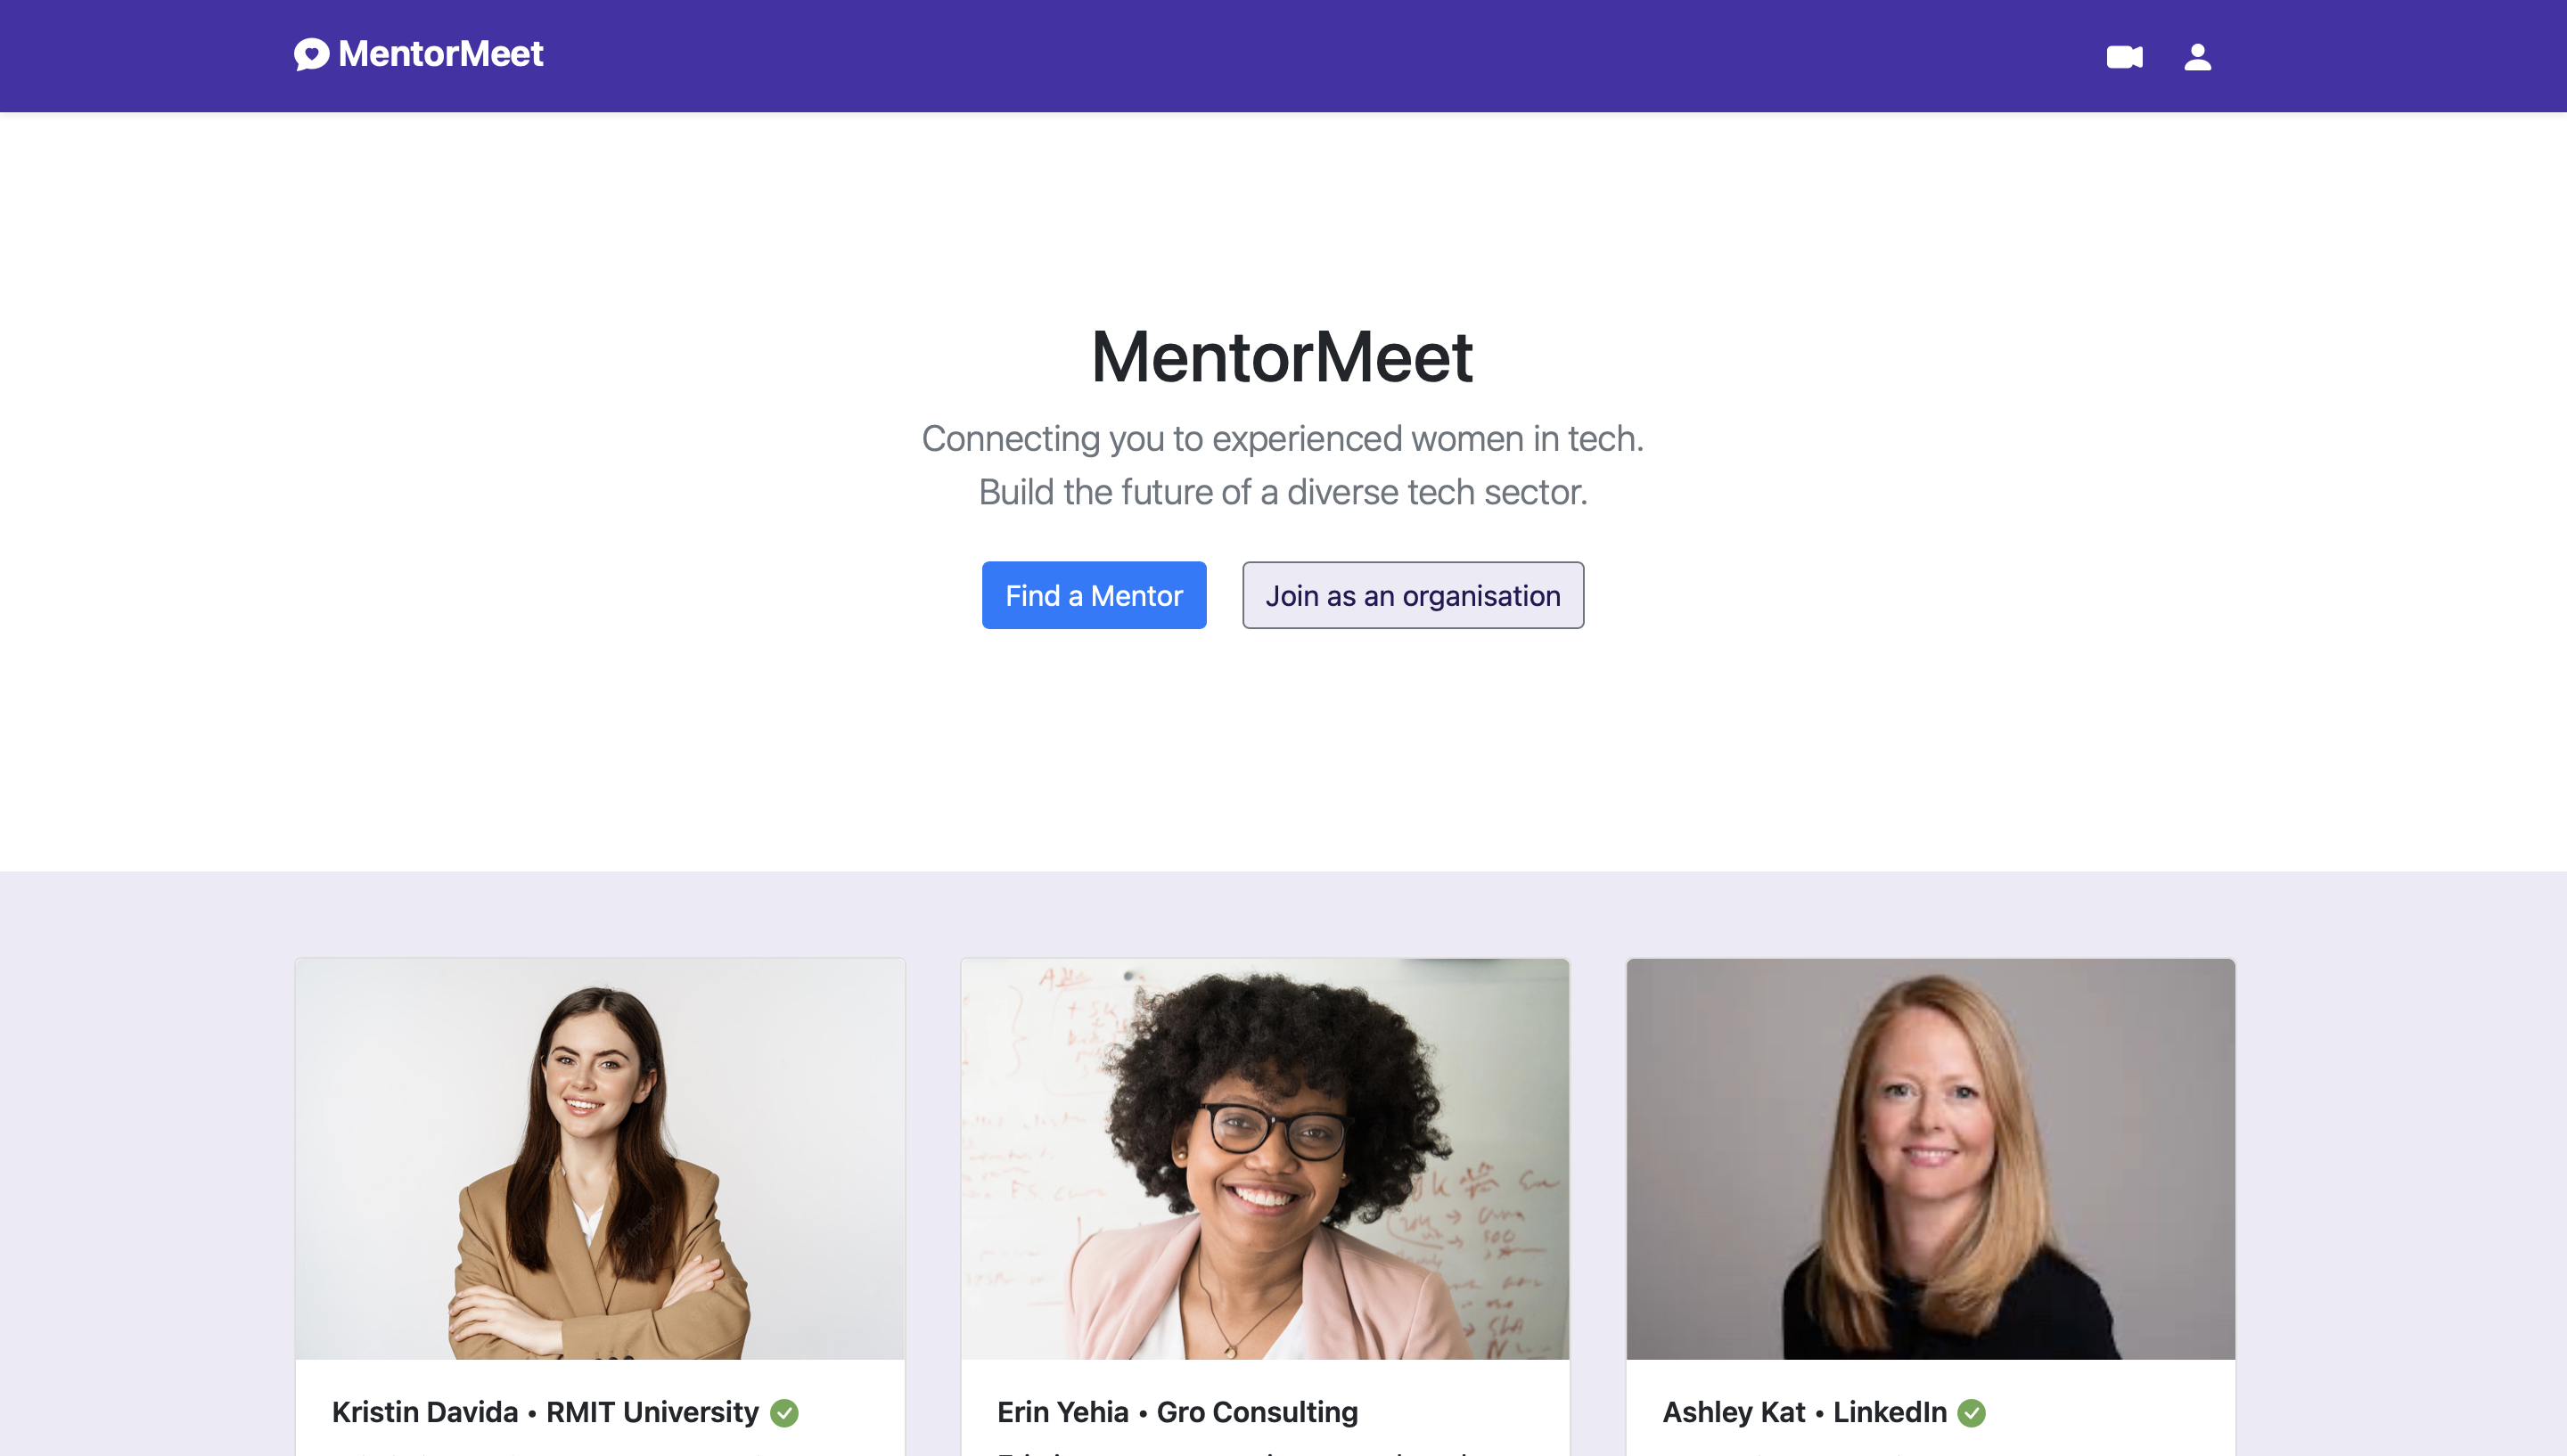 MentorMeet
MentorMeet
Connecting you to experienced women in tech.
Build the future of a diverse tech sector.
Find a Mentor
Join as an organisation
Kristin Davida • RMIT University
Erin Yehia • Gro Consulting
Ashley Kat • LinkedIn